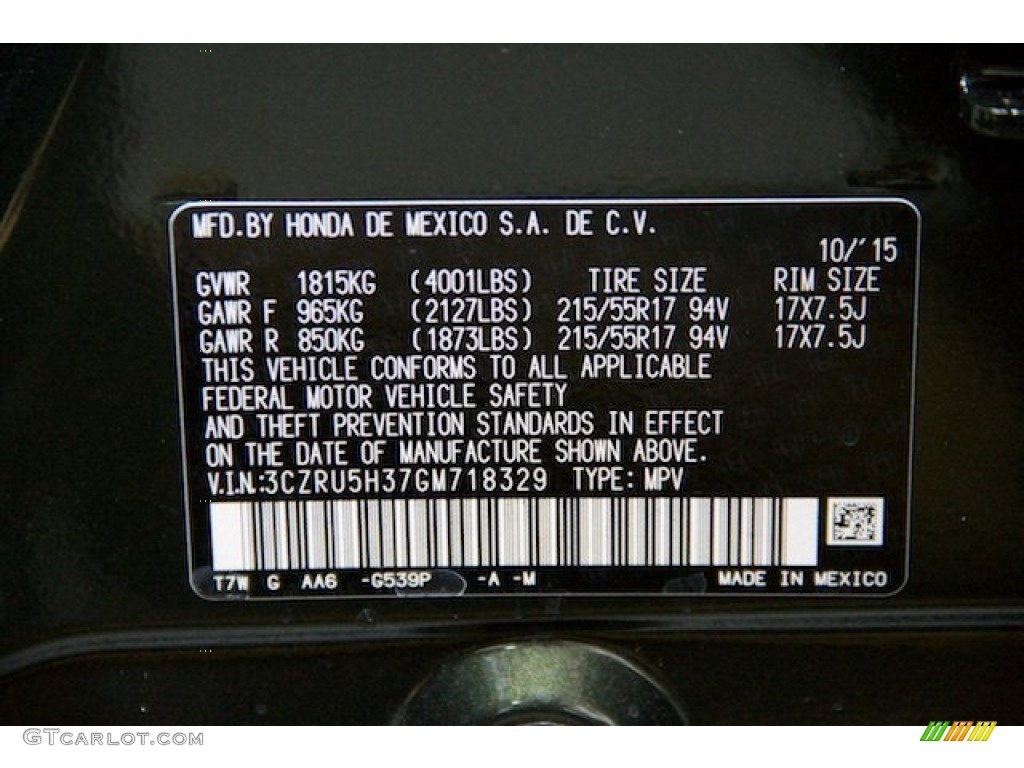 MFD.BY HONDA DE MEXICO S.A. DE C.V.
10/'15
GVWR 1815KG (4001LBS) TIRE SIZE RIM SIZE
GAWR F 965KG (2127LBS) 215/55R17 94V 17X7.5J
GAWR R 850KG (1873LBS) 215/55R17 94V 17X7.5J
THIS VEHICLE CONFORMS TO ALL APPLICABLE
FEDERAL MOTOR VEHICLE SAFETY
AND THEFT PREVENTION STANDARDS IN EFFECT
ON THE DATE OF MANUFACTURE SHOWN ABOVE.
V.I.N.:3CZRU5H37GM718329 TYPE: MPV
T7W G AA6 -G539P -A -M MADE IN MEXICO
GTCARLOT.COM